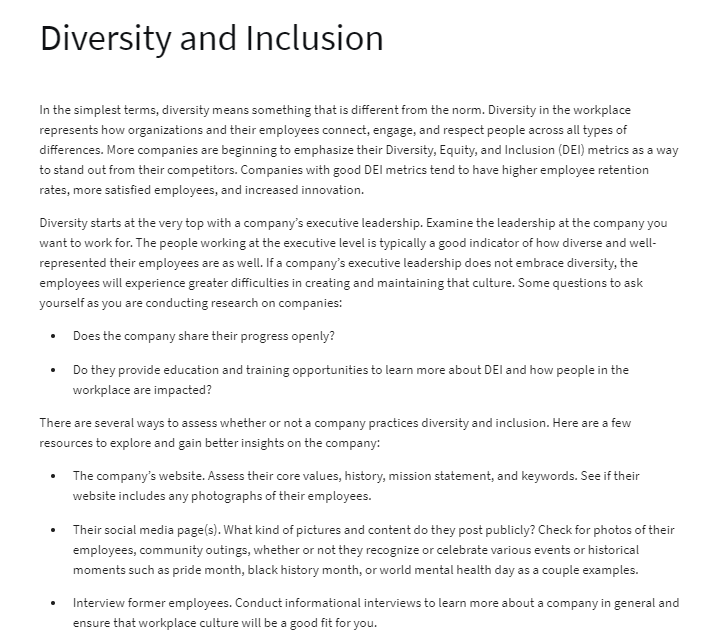 Diversity and Inclusion
In the simplest terms, diversity means something that is different from the norm. Diversity in the workplace
represents how organizations and their employees connect, engage, and respect people across all types of
differences. More companies are beginning to emphasize their Diversity, Equity, and Inclusion (DEI) metrics as a way
to stand out from their competitors. Companies with good DEI metrics tend to have higher employee retention
rates, more satisfied employees, and increased innovation.
Diversity starts at the very top with a company’s executive leadership. Examine the leadership at the company you
want to work for. The people working at the executive level is typically a good indicator of how diverse and well-
represented their employees are as well. If a company’s executive leadership does not embrace diversity, the
employees will experience greater difficulties in creating and maintaining that culture. Some questions to ask
yourself as you are conducting research on companies:
• Does the company share their progress openly?
• Do they provide education and training opportunities to learn more about DEI and how people in the
workplace are impacted?
There are several ways to assess whether or not a company practices diversity and inclusion. Here are a few
resources to explore and gain better insights on the company:
• The company’s website. Assess their core values, history, mission statement, and keywords. See if their
website includes any photographs of their employees.
• Their social media page(s). What kind of pictures and content do they post publicly? Check for photos of their
employees, community outings, whether or not they recognize or celebrate various events or historical
moments such as pride month, black history month, or world mental health day as a couple examples.
• Interview former employees. Conduct informational interviews to learn more about a company in general and
ensure that workplace culture will be a good fit for you.